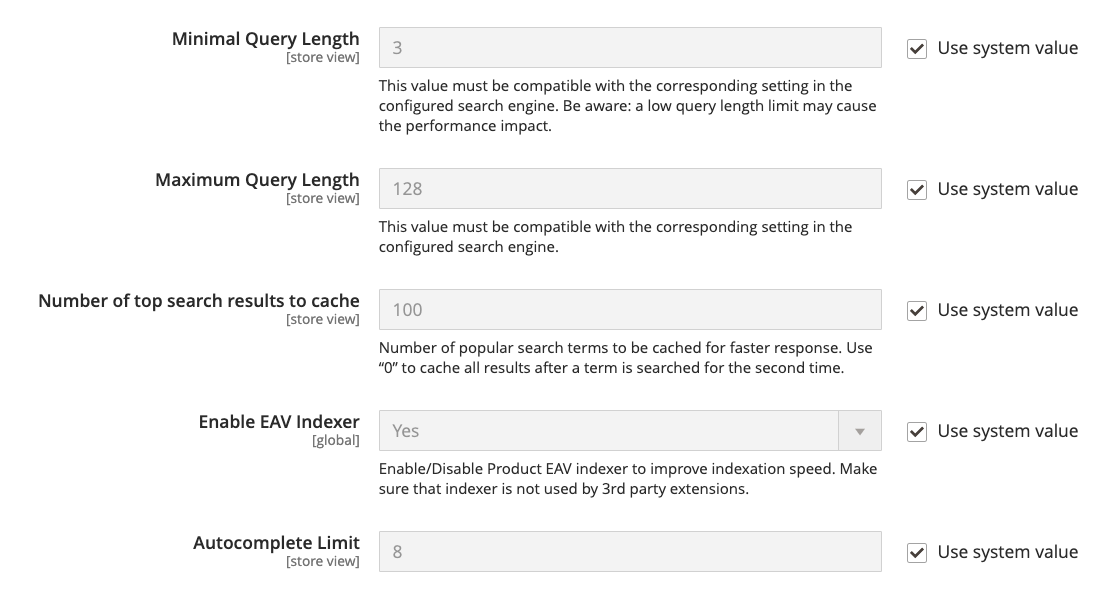 Minimal Query Length
[store view]
3
Use system value
This value must be compatible with the corresponding setting in the
configured search engine. Be aware: a low query length limit may cause
the performance impact.
Maximum Query Length
[store view]
128
Use system value
This value must be compatible with the corresponding setting in the
configured search engine.
Number of top search results to cache
[store view]
100
Use system value
Number of popular search terms to be cached for faster response. Use
“0” to cache all results after a term is searched for the second time.
Enable EAV Indexer
[global]
Yes
Use system value
Enable/Disable Product EAV indexer to improve indexation speed. Make
sure that indexer is not used by 3rd party extensions.
Autocomplete Limit
[store view]
8
Use system value